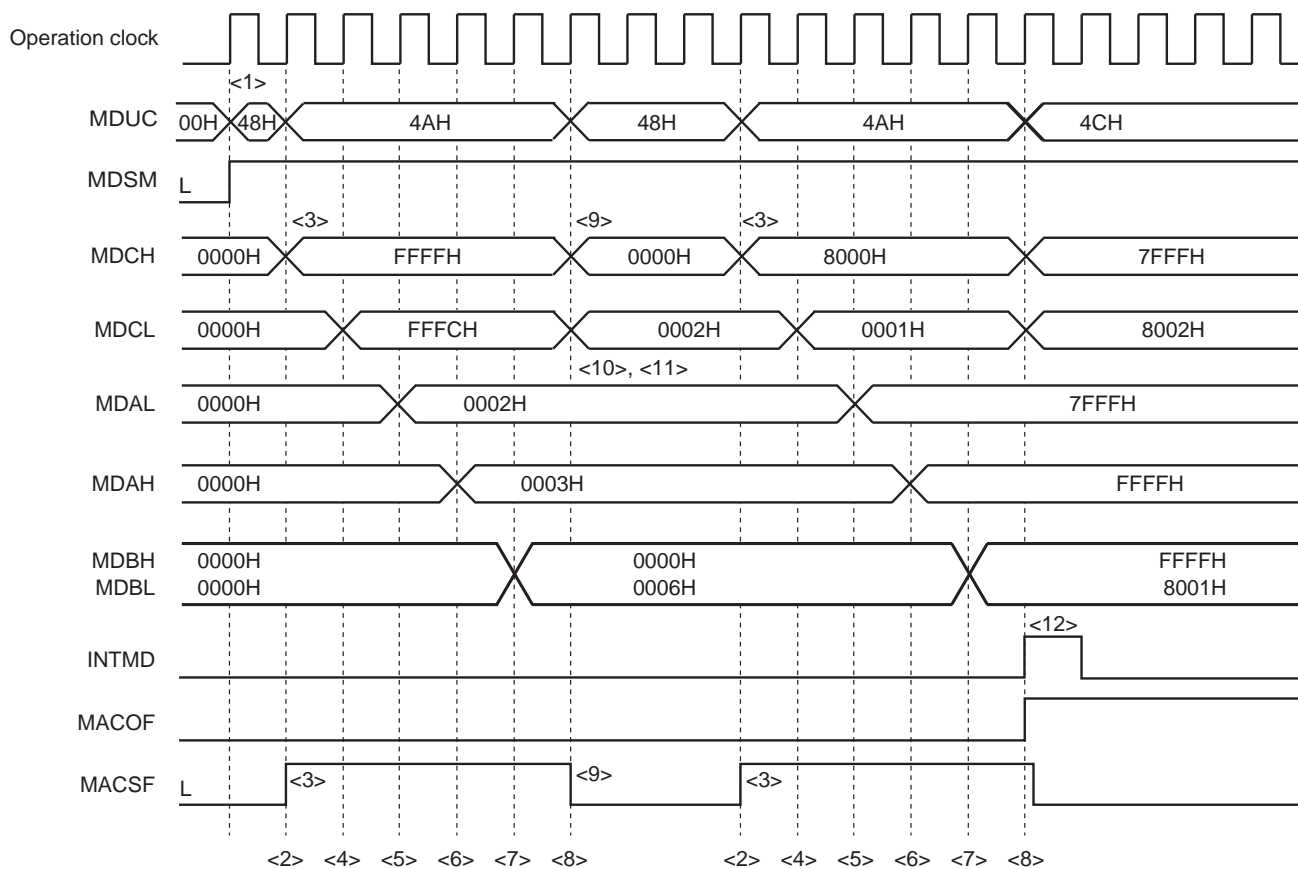 Operation clock
<1>
MDUC 00H 48H 4AH 48H 4AH 4CH
MDSM L
<3> <9> <3>
MDCH 0000H FFFFH 0000H 8000H 7FFFH
MDCL 0000H FFFCH 0002H 0001H 8002H
<10>, <11>
MDAL 0000H 0002H 7FFFH
MDAH 0000H 0003H FFFFH
MDBH 0000H 0000H FFFFH
MDBL 0000H 0006H 8001H
<12>
INTMD
MACOF
MACSF L <3> <9> <3>
<2> <4> <5> <6> <7> <8> <2> <4> <5> <6> <7> <8>